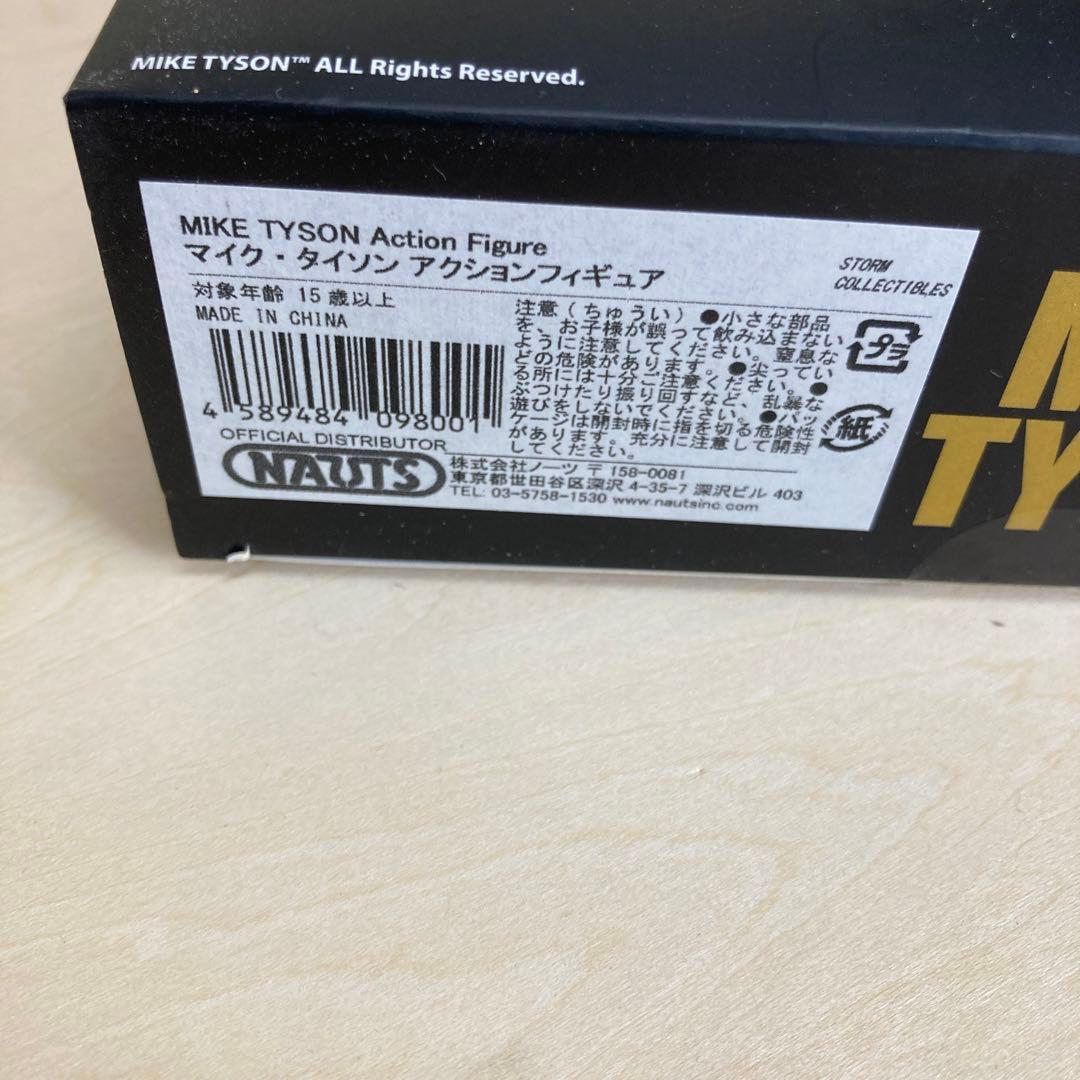 MIKE TYSON™ ALL Rights Reserved.
MIKE TYSON Action Figure
マイク・タイソン アクションフィギュア
STORM
COLLECTIBLES
対象年齢 15歳以上
MADE IN CHINA
4 589484 098001
OFFICIAL DISTRIBUTOR
NAUTS
注意(ちゅうい)●小さな部品
を、お子様が誤って飲み込まない
ように注意してください。窒息な
どの危険があります。●尖ってい
る所には十分ご注意ください。●
ぶつけたり振り回すなど、乱暴な
遊びをしないでください。●パッ
ケージは開封時に指を切る危険性
があります。充分に注意して開封
してください。
プラ
紙
株式会社ノーツ 〒158-0081
東京都世田谷区深沢 4-35-7 深沢ビル 403
TEL: 03-5758-1530 www.nautsinc.com
M
TY